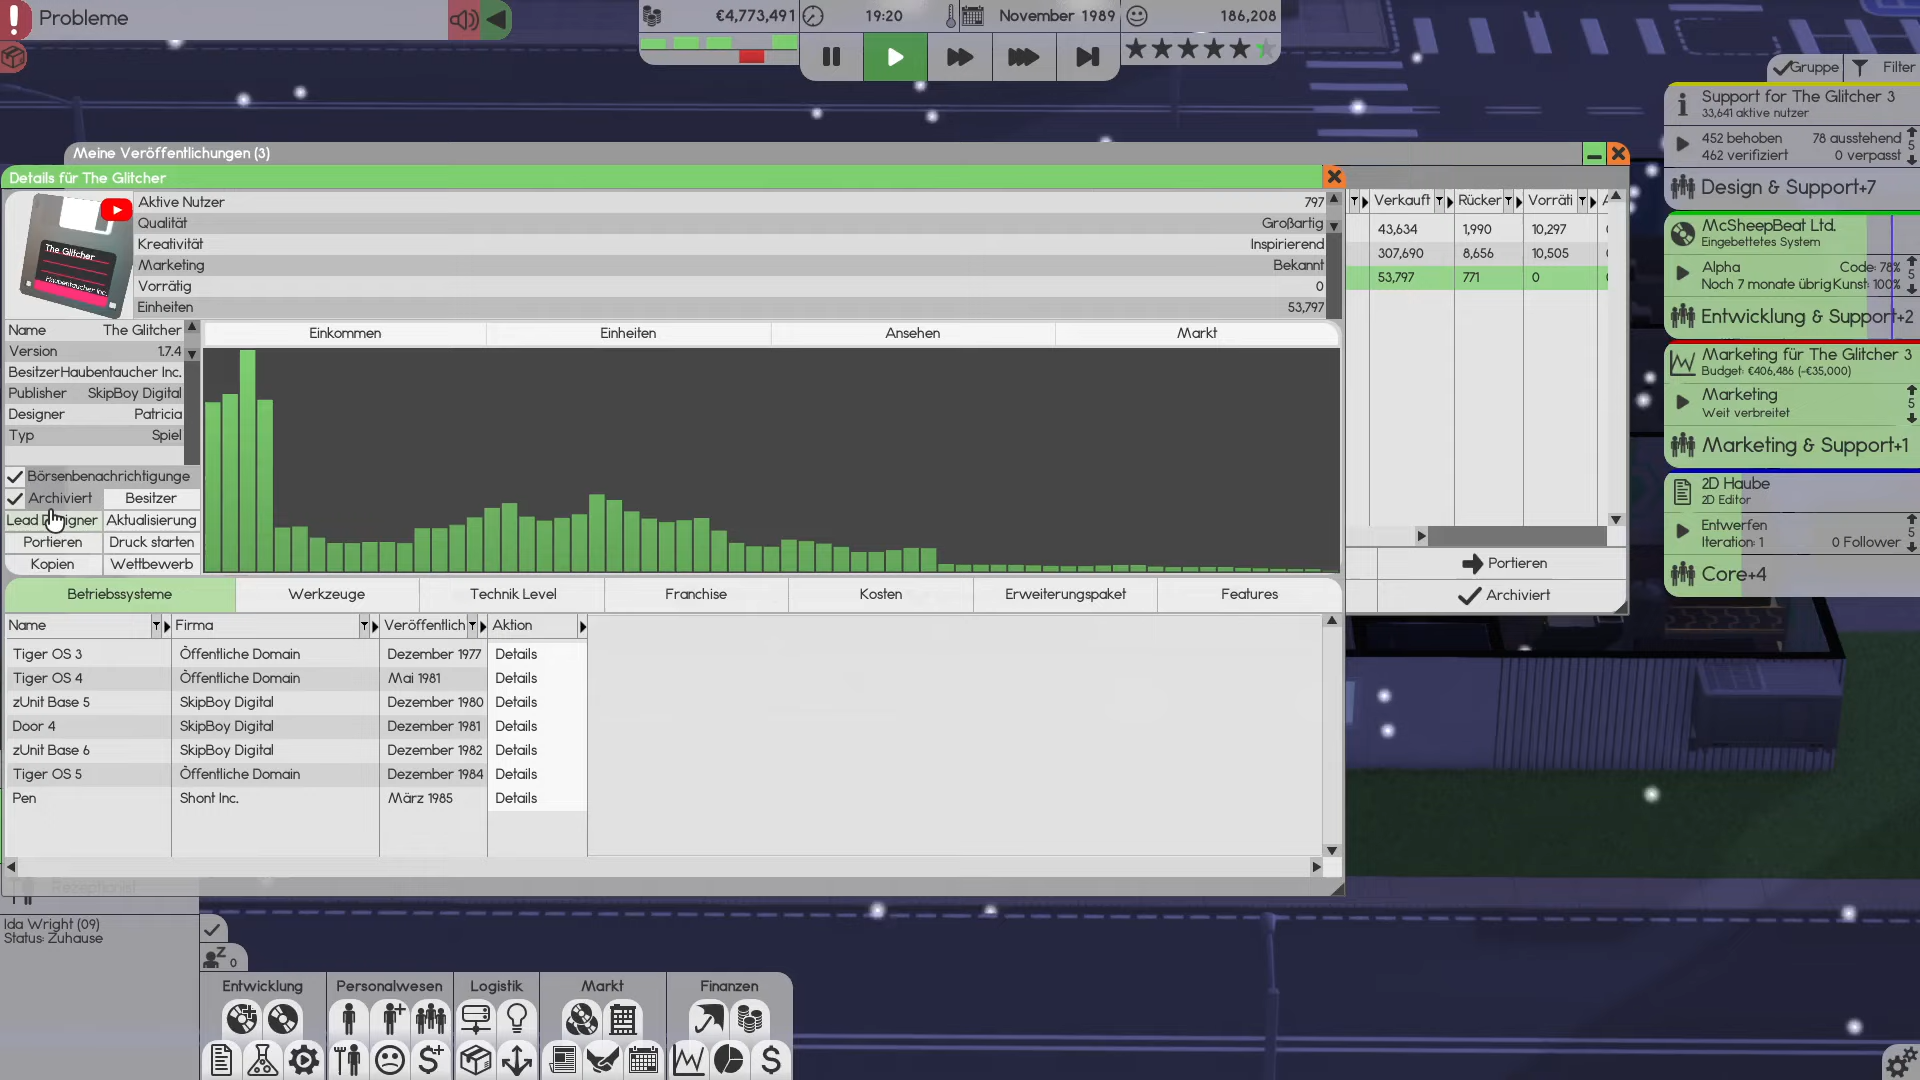 Probleme
€4,773,491
19:20
November 1989
186,208
Gruppe
Filter
Support for The Glitcher 3
33,641 aktive nutzer
452 behoben
78 ausstehend
462 verifiziert
0 verpasst
5
Design & Support+7
McSheepBeat Ltd.
Eingebettetes System
Alpha
Code: 78%
Noch 7 monate übrig
Kunst: 100%
5
Entwicklung & Support+2
Marketing für The Glitcher 3
Budget: €406,486 (-€35,000)
Marketing
Weit verbreitet
5
Marketing & Support+1
2D Haube
2D Editor
Entwerfen
Iteration: 1
0 Follower
5
Core+4
Meine Veröffentlichungen (3)
Verkauft
Rücker
Vorräti
43,634
1,990
10,297
307,690
8,656
10,505
53,797
771
0
Portieren
Archiviert
Details für The Glitcher
The Glitcher
Haubentaucher Inc.
Aktive Nutzer
797
Qualität
Großartig
Kreativität
Inspirierend
Marketing
Bekannt
Vorrätig
0
Einheiten
53,797
Name
The Glitcher
Version
1.7.4
Besitzer
Haubentaucher Inc.
Publisher
SkipBoy Digital
Designer
Patricia
Typ
Spiel
Börsenbenachrichtigunge
Archiviert
Besitzer
Aktualisierung
Portieren
Druck starten
Kopien
Wettbewerb
Einkommen
Einheiten
Ansehen
Markt
Betriebssysteme
Werkzeuge
Technik Level
Franchise
Kosten
Erweiterungspaket
Features
Name
Firma
Veröffentlich
Aktion
Tiger OS 3
Öffentliche Domain
Dezember 1977
Details
Tiger OS 4
Öffentliche Domain
Mai 1981
Details
zUnit Base 5
SkipBoy Digital
Dezember 1980
Details
Door 4
SkipBoy Digital
Dezember 1981
Details
zUnit Base 6
SkipBoy Digital
Dezember 1982
Details
Tiger OS 5
Öffentliche Domain
Dezember 1984
Details
Pen
Shont Inc.
März 1985
Details
Rezeptionist
Ida Wright (09)
Status: Zuhause
z
0
Entwicklung
Personalwesen
Logistik
Markt
Finanzen